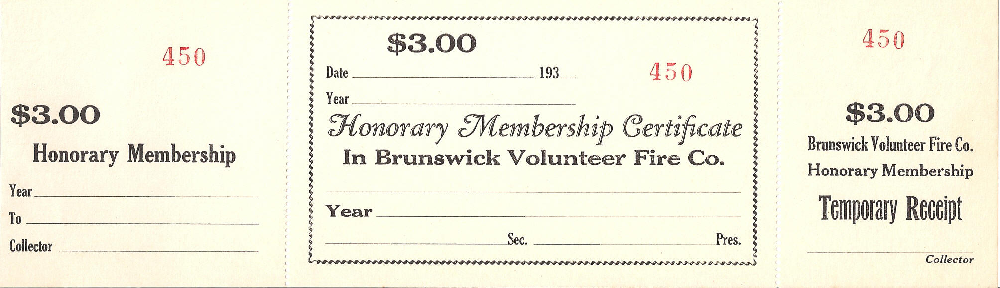 450
$3.00
Honorary Membership
Year
To
Collector
$3.00
Date 193
450
Year
Honorary Membership Certificate
In Brunswick Volunteer Fire Co.
Year
Sec. Pres.
450
$3.00
Brunswick Volunteer Fire Co.
Honorary Membership
Temporary Receipt
Collector